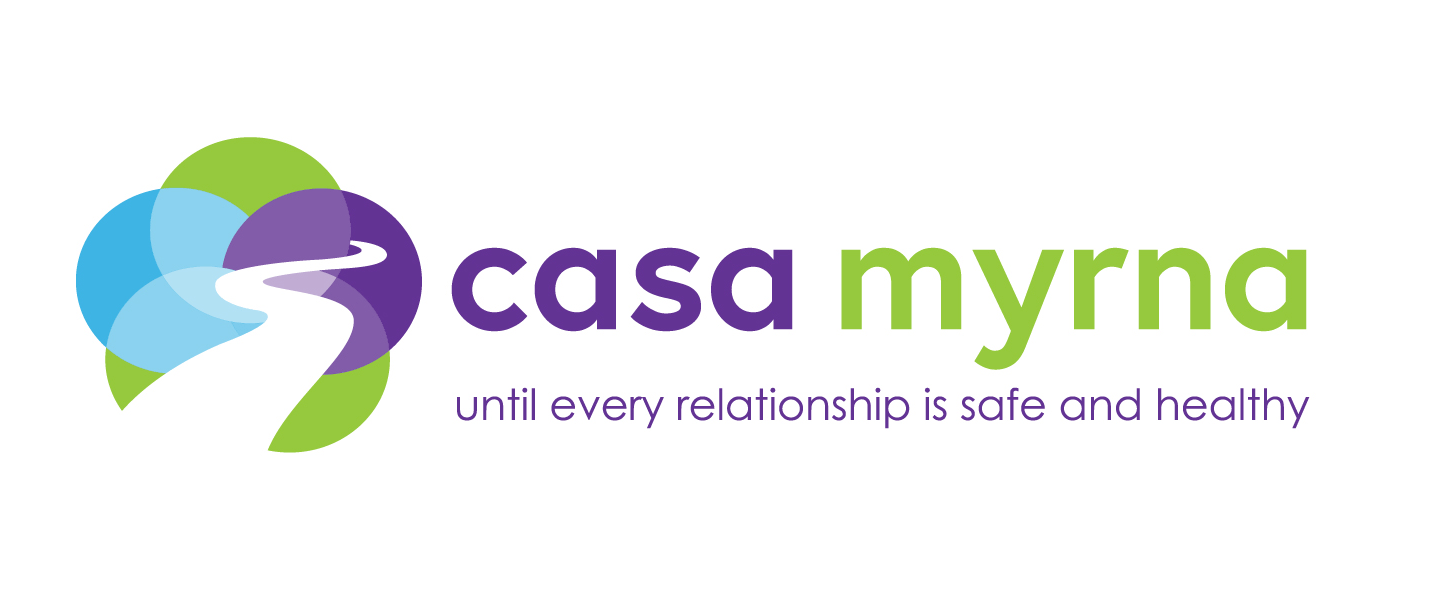 casa myrna
until every relationship is safe and healthy